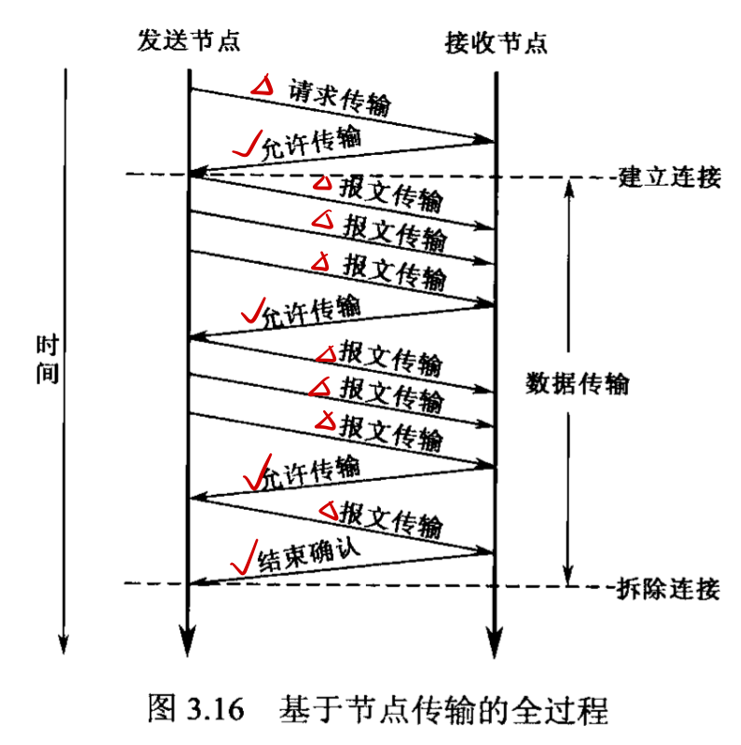 发送节点
接收节点
请求传输
允许传输
建立连接
报文传输
报文传输
报文传输
允许传输
时间
报文传输
数据传输
报文传输
报文传输
允许传输
报文传输
结束确认
拆除连接
图 3.16 基于节点传输的全过程